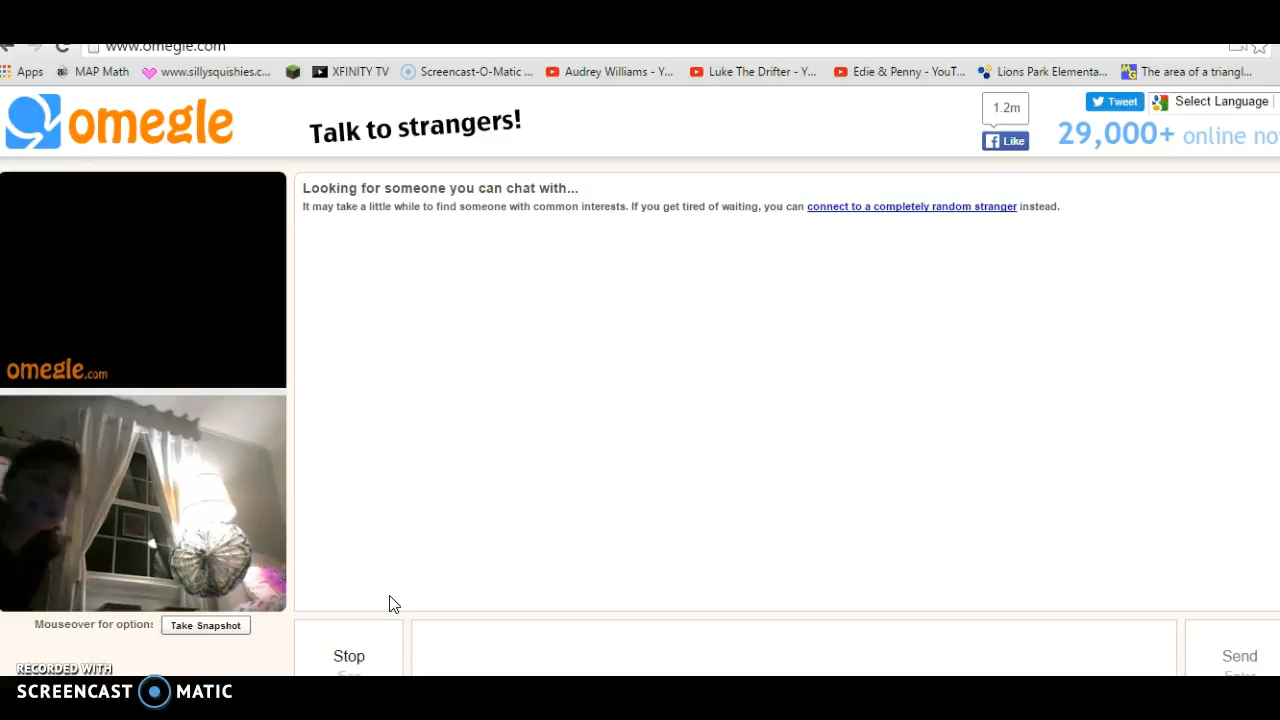 www.omegle.com
Apps MAP Math www.sillysquishies.c... XFINITY TV Screencast-O-Matic ... Audrey Williams - Y... Luke The Drifter - Y... Edie & Penny - YouT... Lions Park Elementa... The area of a triangl...
omegle Talk to strangers! 1.2m Like Tweet Select Language
29,000+ online no
Looking for someone you can chat with...
It may take a little while to find someone with common interests. If you get tired of waiting, you can connect to a completely random stranger instead.
omegle.com
Mouseover for options Take Snapshot
Stop Send
RECORDED WITH
SCREENCAST MATIC